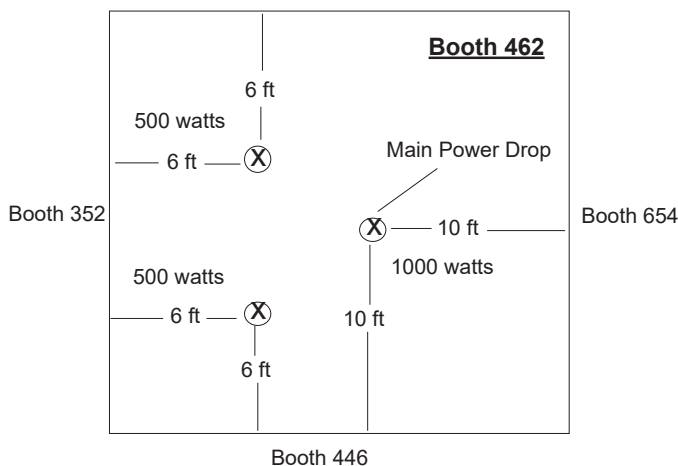 Booth 462
6 ft
500 watts
Main Power Drop
X
6 ft
Booth 352
X
10 ft
Booth 654
1000 watts
500 watts
X
6 ft
10 ft
6 ft
Booth 446